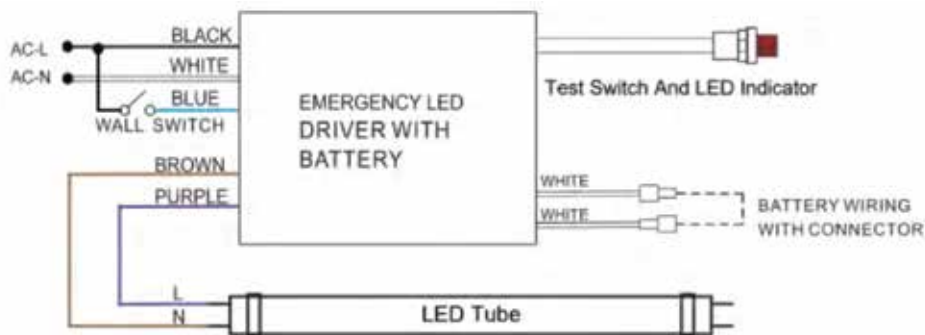 AC-L
BLACK
WHITE
AC-N
BLUE
WALL SWITCH
BROWN
PURPLE
EMERGENCY LED
DRIVER WITH
BATTERY
Test Switch And LED Indicator
WHITE
WHITE
BATTERY WIRING
WITH CONNECTOR
L
N
LED Tube